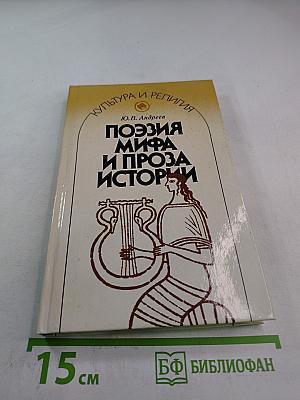 КУЛЬТУРА И РЕЛИГИЯ
Ю.В. Андреев
ПОЭЗИЯ
МИФА
И ПРОЗА
ИСТОРИИ
15 см
БФ БИБЛИОФАН